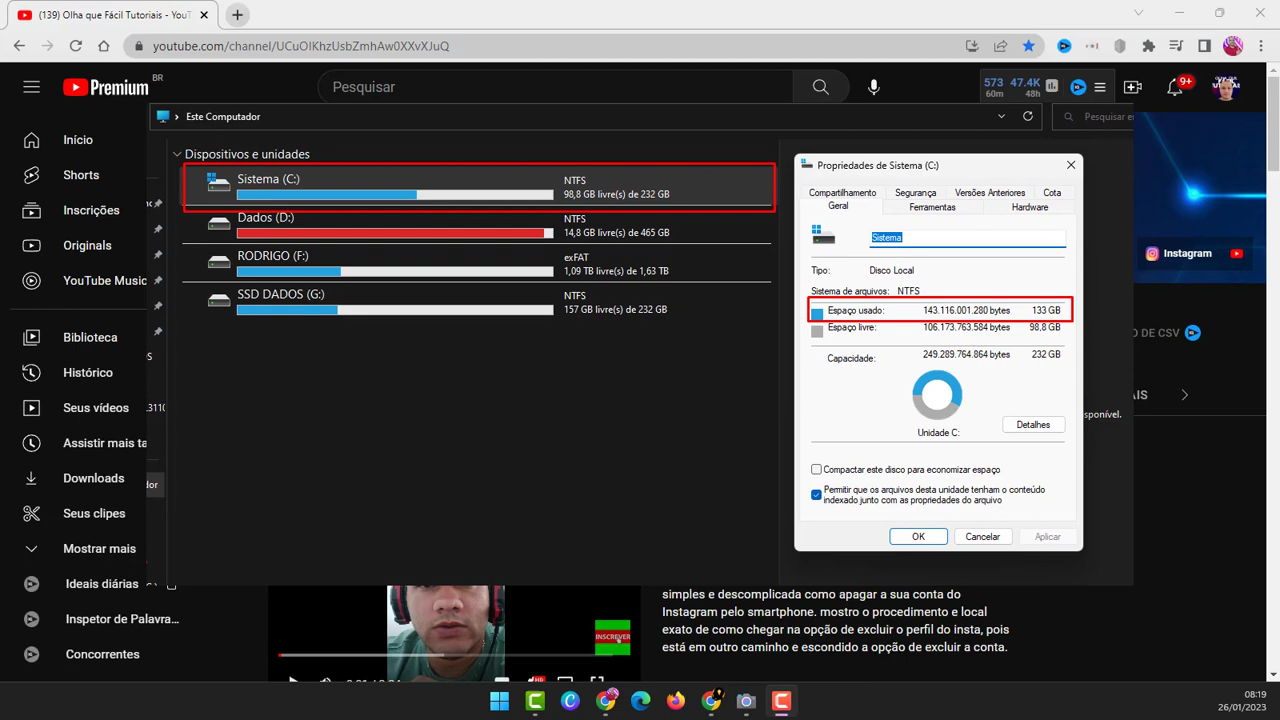 (139) Olha que Fácil Tutoriais - YouT
youtube.com/channel/UCuOIKhzUsbZmhAw0XXvXJuQ
Premium
BR
Pesquisar
573 47.4K
60m 48h
9+
Este Computador
Pesquisar em
Início
Shorts
Inscrições
Originals
YouTube Music
Biblioteca
Histórico
Seus vídeos
Assistir mais ta
Downloads
Seus clipes
Mostrar mais
Ideais diárias
Inspetor de Palavra...
Concorrentes
Dispositivos e unidades
Sistema (C:)
NTFS
98,8 GB livre(s) de 232 GB
Dados (D:)
NTFS
14,8 GB livre(s) de 465 GB
RODRIGO (F:)
exFAT
1,09 TB livre(s) de 1,63 TB
SSD DADOS (G:)
NTFS
157 GB livre(s) de 232 GB
.3110
dor
Propriedades de Sistema (C:)
Compartilhamento Segurança Versões Anteriores Cota
Geral Ferramentas Hardware
Sistema
Tipo: Disco Local
Sistema de arquivos: NTFS
Espaço usado: 143.116.001.280 bytes 133 GB
Espaço livre: 106.173.763.584 bytes 98,8 GB
Capacidade: 249.289.764.864 bytes 232 GB
Unidade C:
Detalhes
Compactar este disco para economizar espaço
Permitir que os arquivos desta unidade tenham o conteúdo
indexado junto com as propriedades do arquivo
OK Cancelar Aplicar
Instagram
O DE CSV
AIS
ponível.
INSCREVER
simples e descomplicada como apagar a sua conta do
Instagram pelo smartphone. mostro o procedimento e local
exato de como chegar na opção de excluir o perfil do insta, pois
está em outro caminho e escondido a opção de excluir a conta.
08:19
26/01/2023